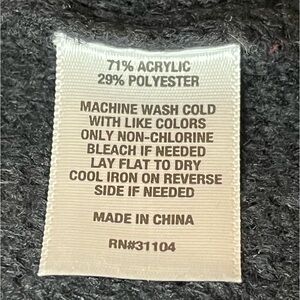 71% ACRYLIC
29% POLYESTER
MACHINE WASH COLD
WITH LIKE COLORS
ONLY NON-CHLORINE
BLEACH IF NEEDED
LAY FLAT TO DRY
COOL IRON ON REVERSE
SIDE IF NEEDED
MADE IN CHINA
RN#31104